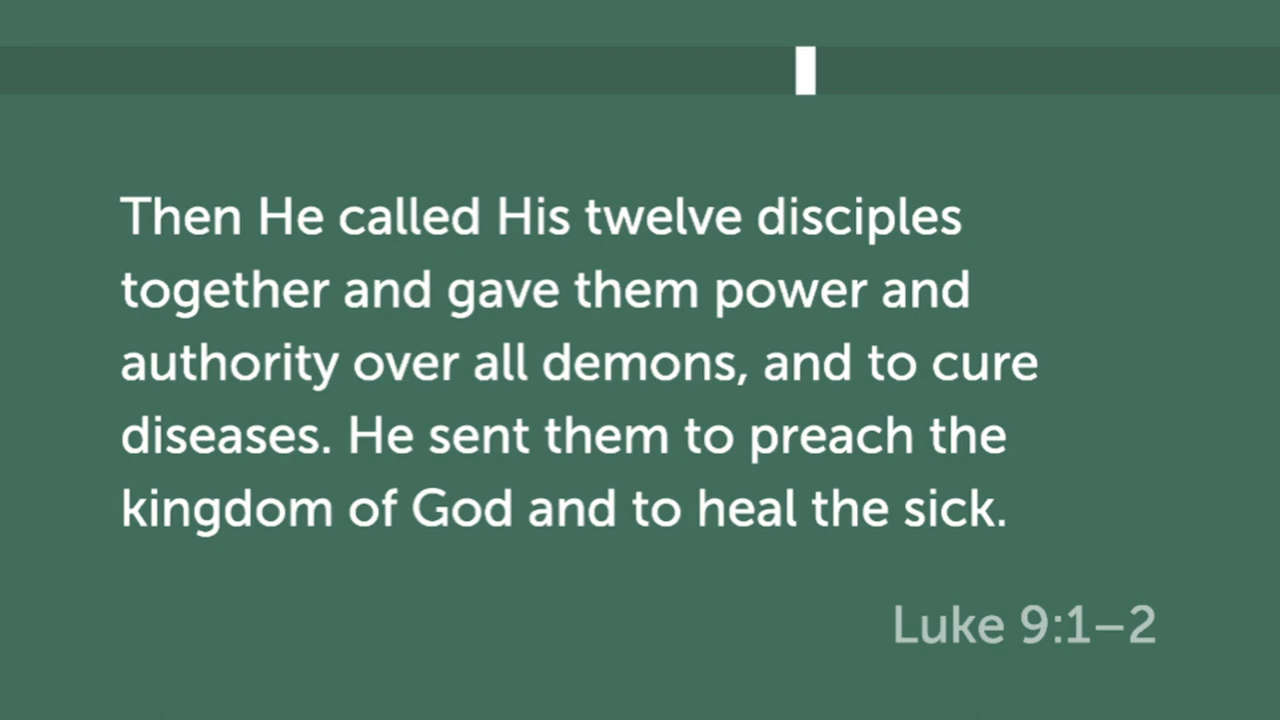 Then He called His twelve disciples
together and gave them power and
authority over all demons, and to cure
diseases. He sent them to preach the
kingdom of God and to heal the sick.
Luke 9:1–2